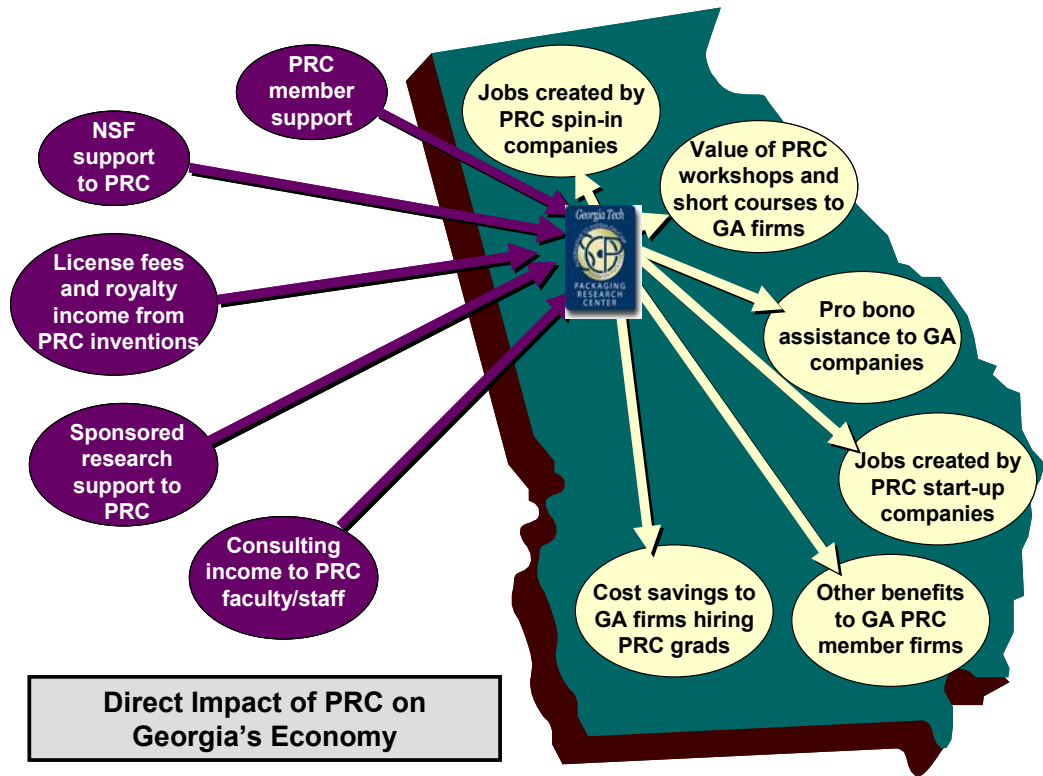 PRC
member
support
NSF
support
to PRC
License fees
and royalty
income from
PRC inventions
Sponsored
research
support to
PRC
Consulting
income to PRC
faculty/staff
Jobs created by
PRC spin-in
companies
Value of PRC
workshops and
short courses to
GA firms
Georgia Tech
PACKAGING
RESEARCH
CENTER
Pro bono
assistance to GA
companies
Jobs created by
PRC start-up
companies
Other benefits
to GA PRC
member firms
Cost savings to
GA firms hiring
PRC grads
Direct Impact of PRC on
Georgia's Economy